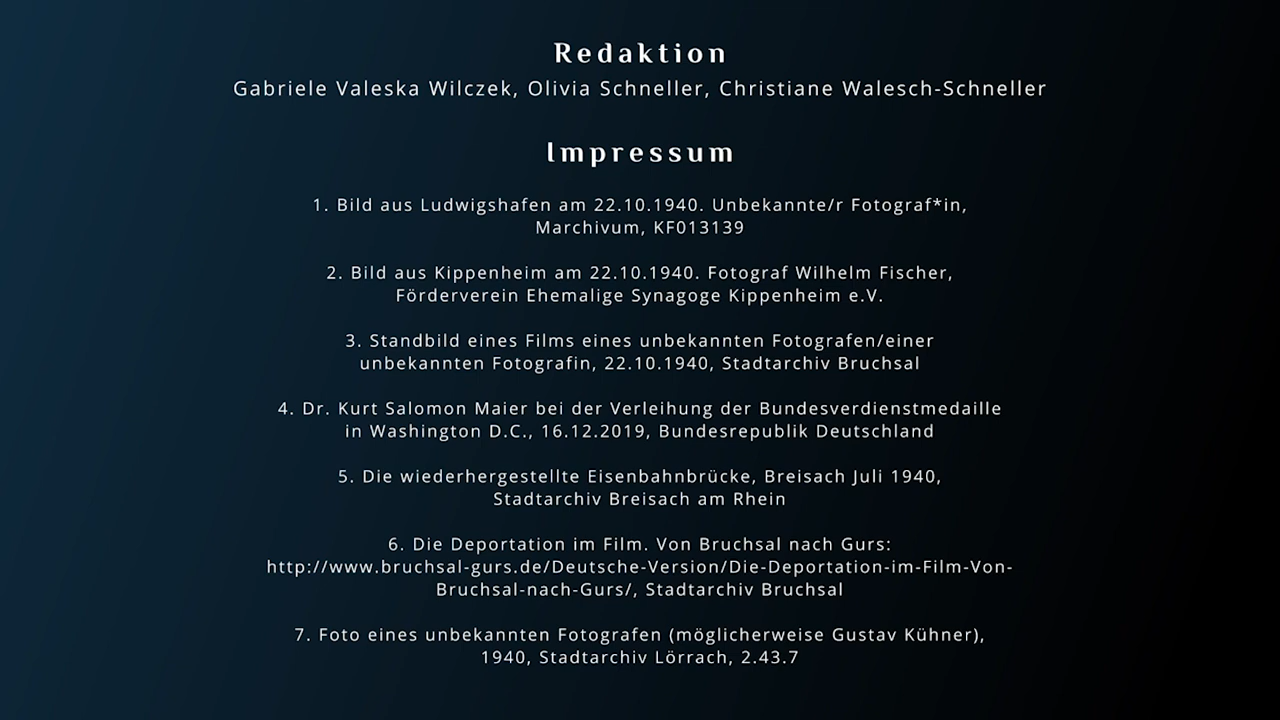 Redaktion
Gabriele Valeska Wilczek, Olivia Schneller, Christiane Walesch-Schneller
Impressum
1. Bild aus Ludwigshafen am 22.10.1940. Unbekannte/r Fotograf*in,
Marchivum, KF013139
2. Bild aus Kippenheim am 22.10.1940. Fotograf Wilhelm Fischer,
Förderverein Ehemalige Synagoge Kippenheim e.V.
3. Standbild eines Films eines unbekannten Fotografen/einer
unbekannten Fotografin, 22.10.1940, Stadtarchiv Bruchsal
4. Dr. Kurt Salomon Maier bei der Verleihung der Bundesverdienstmedaille
in Washington D.C., 16.12.2019, Bundesrepublik Deutschland
5. Die wiederhergestellte Eisenbahnbrücke, Breisach Juli 1940,
Stadtarchiv Breisach am Rhein
6. Die Deportation im Film. Von Bruchsal nach Gurs:
http://www.bruchsal-gurs.de/Deutsche-Version/Die-Deportation-im-Film-Von-
Bruchsal-nach-Gurs/, Stadtarchiv Bruchsal
7. Foto eines unbekannten Fotografen (möglicherweise Gustav Kühner),
1940, Stadtarchiv Lörrach, 2.43.7